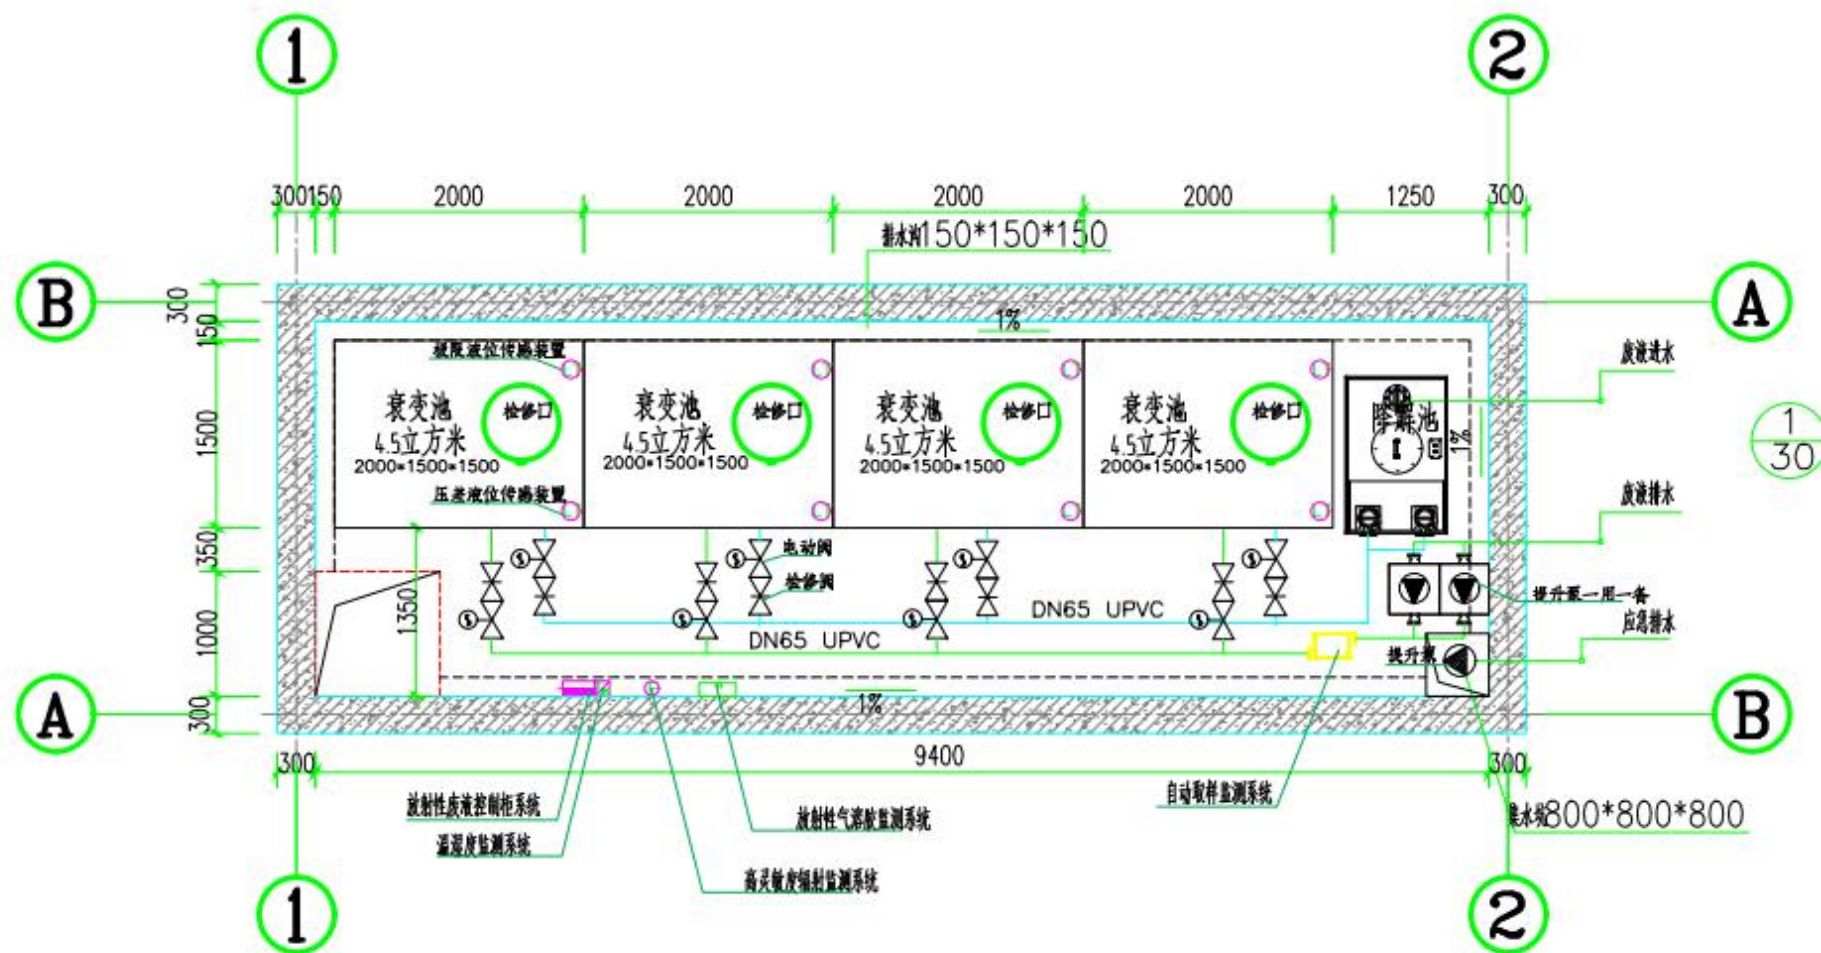 1
2
300
150
2000
2000
2000
2000
1250
300
排水沟150*150*150
B
A
300
150
1%
极限液位传感装置
废液进水
衰变池
4.5立方米
2000*1500*1500
检修口
衰变池
4.5立方米
2000*1500*1500
检修口
衰变池
4.5立方米
2000*1500*1500
检修口
衰变池
4.5立方米
2000*1500*1500
检修口
降解池
1%
1
30
1500
压差液位传感装置
废液排水
350
电动阀
检修阀
提升泵一用一备
1350
DN65 UPVC
DN65 UPVC
应急排水
1000
提升泵
A
B
300
1%
300
9400
300
放射性废液控制柜系统
温湿度监测系统
放射性气溶胶监测系统
高灵敏度辐射监测系统
自动取样监测系统
集水坑800*800*800
1
2